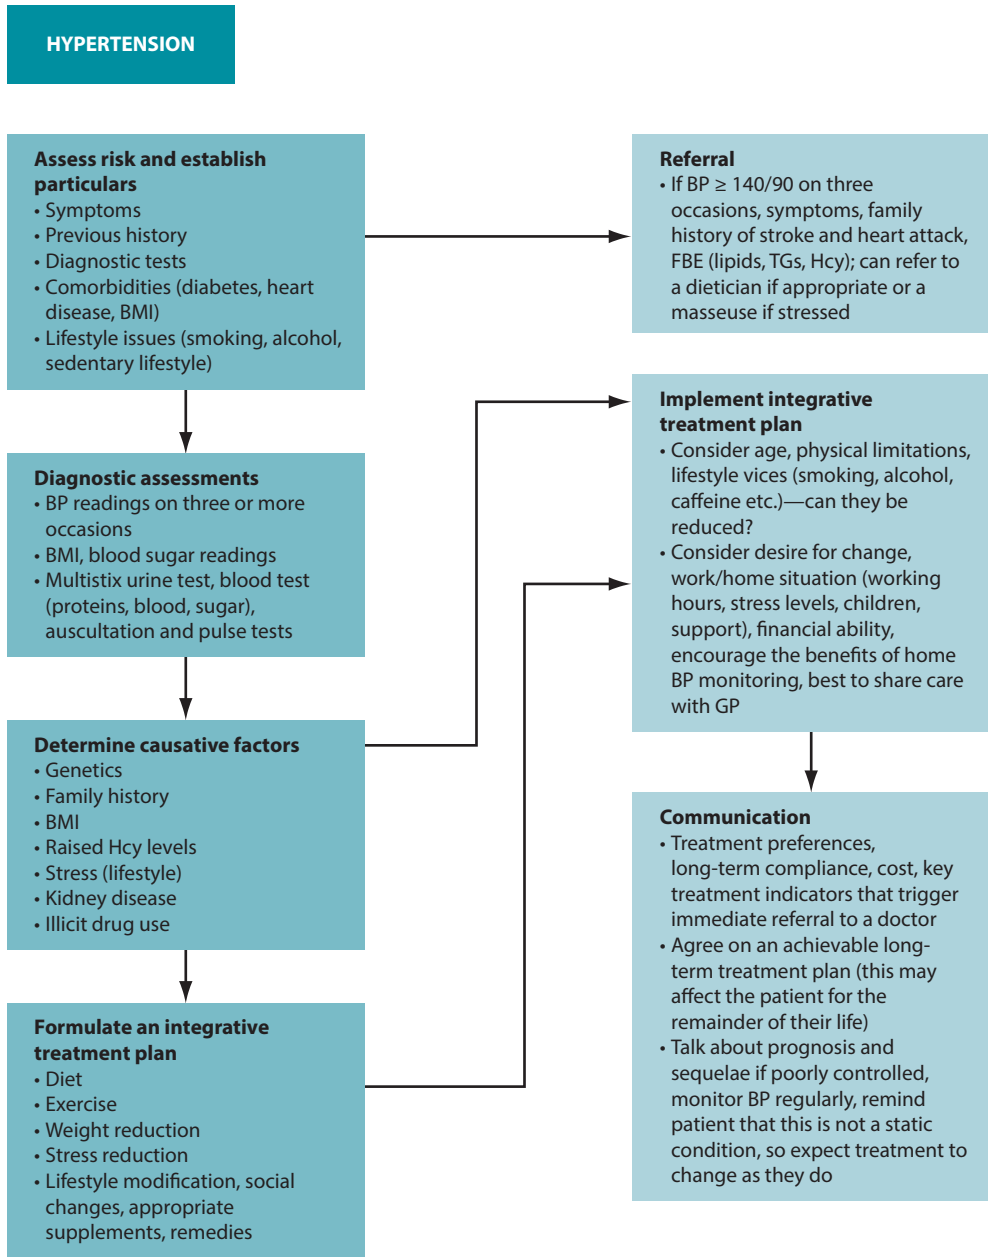 HYPERTENSION
Assess risk and establish
particulars
• Symptoms
• Previous history
• Diagnostic tests
• Comorbidities (diabetes, heart
disease, BMI)
• Lifestyle issues (smoking, alcohol,
sedentary lifestyle)
Diagnostic assessments
• BP readings on three or more
occasions
• BMI, blood sugar readings
• Multistix urine test, blood test
(proteins, blood, sugar),
auscultation and pulse tests
Determine causative factors
• Genetics
• Family history
• BMI
• Raised Hcy levels
• Stress (lifestyle)
• Kidney disease
• Illicit drug use
Formulate an integrative
treatment plan
• Diet
• Exercise
• Weight reduction
• Stress reduction
• Lifestyle modification, social
changes, appropriate
supplements, remedies
Referral
• If BP ≥ 140/90 on three
occasions, symptoms, family
history of stroke and heart attack,
FBE (lipids, TGs, Hcy); can refer to
a dietician if appropriate or a
masseuse if stressed
Implement integrative
treatment plan
• Consider age, physical limitations,
lifestyle vices (smoking, alcohol,
caffeine etc.)—can they be
reduced?
• Consider desire for change,
work/home situation (working
hours, stress levels, children,
support), financial ability,
encourage the benefits of home
BP monitoring, best to share care
with GP
Communication
• Treatment preferences,
long-term compliance, cost, key
treatment indicators that trigger
immediate referral to a doctor
• Agree on an achievable long-
term treatment plan (this may
affect the patient for the
remainder of their life)
• Talk about prognosis and
sequelae if poorly controlled,
monitor BP regularly, remind
patient that this is not a static
condition, so expect treatment to
change as they do